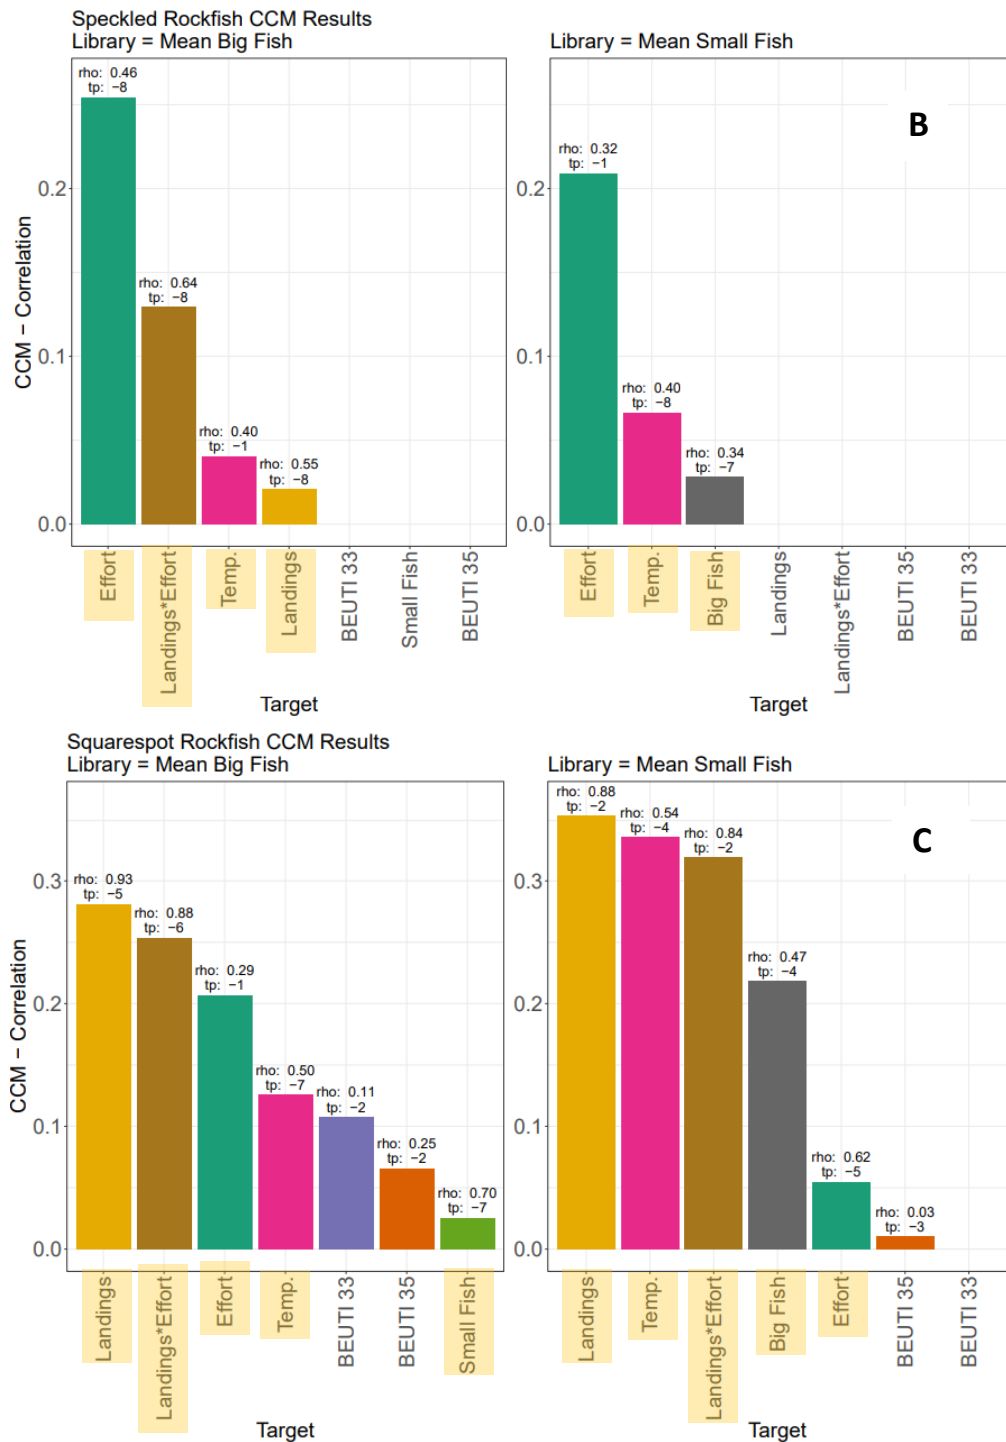 Speckled Rockfish CCM Results
Library = Mean Big Fish
Library = Mean Small Fish
B
CCM − Correlation
0.2
0.1
0.0
rho: 0.46
tp: −8
rho: 0.64
tp: −8
rho: 0.40
tp: −1
rho: 0.55
tp: −8
Effort
Landings*Effort
Temp.
Landings
BEUTI 33
Small Fish
BEUTI 35
Target
0.2
0.1
0.0
rho: 0.32
tp: −1
rho: 0.40
tp: −8
rho: 0.34
tp: −7
Effort
Temp.
Big Fish
Landings
Landings*Effort
BEUTI 35
BEUTI 33
Target
Squarespot Rockfish CCM Results
Library = Mean Big Fish
Library = Mean Small Fish
C
CCM − Correlation
0.3
0.2
0.1
0.0
rho: 0.93
tp: −5
rho: 0.88
tp: −6
rho: 0.29
tp: −1
rho: 0.50
tp: −7
rho: 0.11
tp: −2
rho: 0.25
tp: −2
rho: 0.70
tp: −7
Landings
Landings*Effort
Effort
Temp.
BEUTI 33
BEUTI 35
Small Fish
Target
0.3
0.2
0.1
0.0
rho: 0.88
tp: −2
rho: 0.54
tp: −4
rho: 0.84
tp: −2
rho: 0.47
tp: −4
rho: 0.62
tp: −5
rho: 0.03
tp: −3
Landings
Temp.
Landings*Effort
Big Fish
Effort
BEUTI 35
BEUTI 33
Target